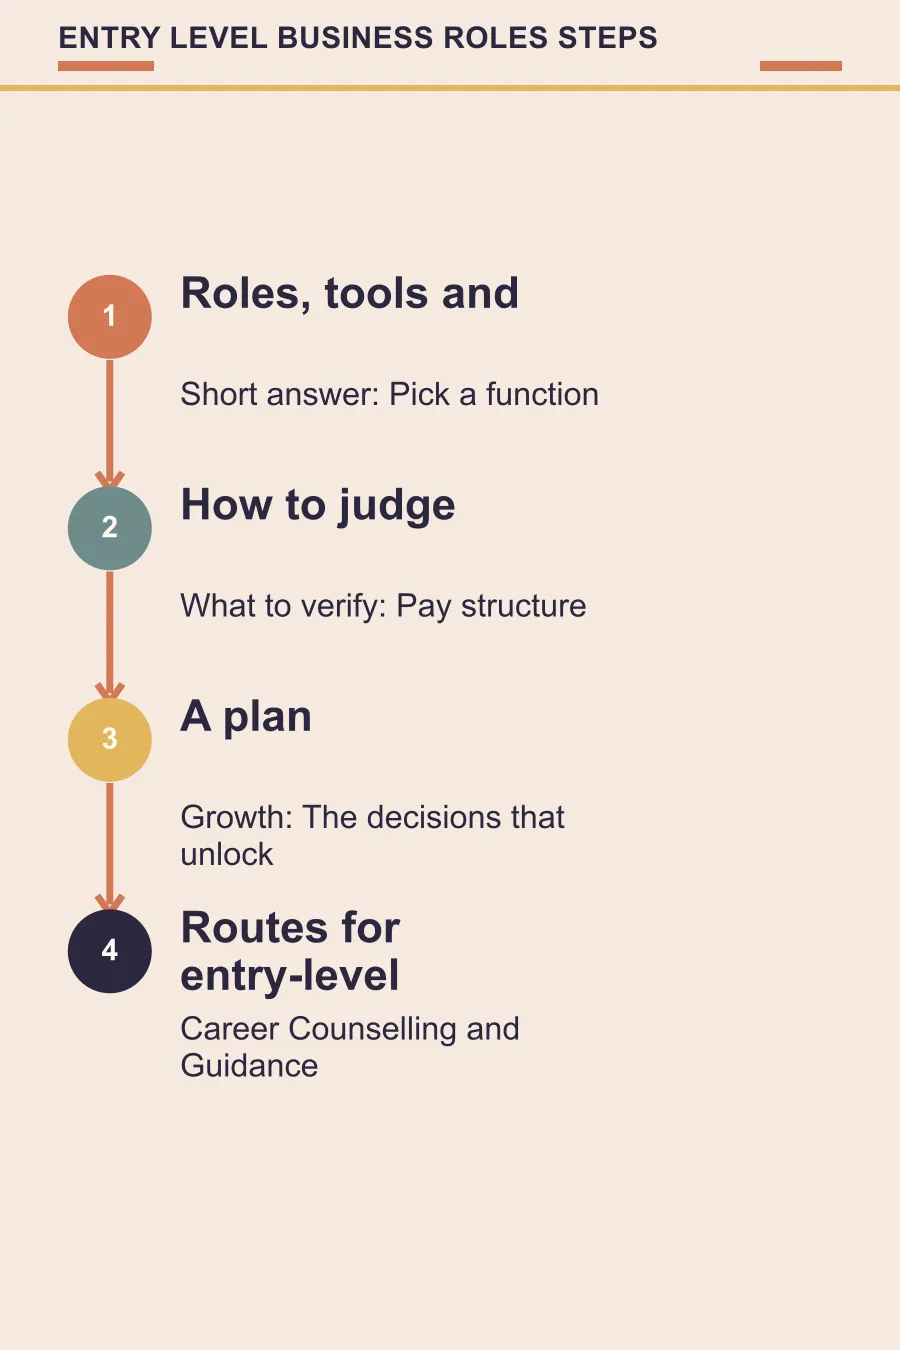 ENTRY LEVEL BUSINESS ROLES STEPS
1
Roles, tools and
Short answer: Pick a function
2
How to judge
What to verify: Pay structure
3
A plan
Growth: The decisions that
unlock
4
Routes for
entry-level
Career Counselling and
Guidance